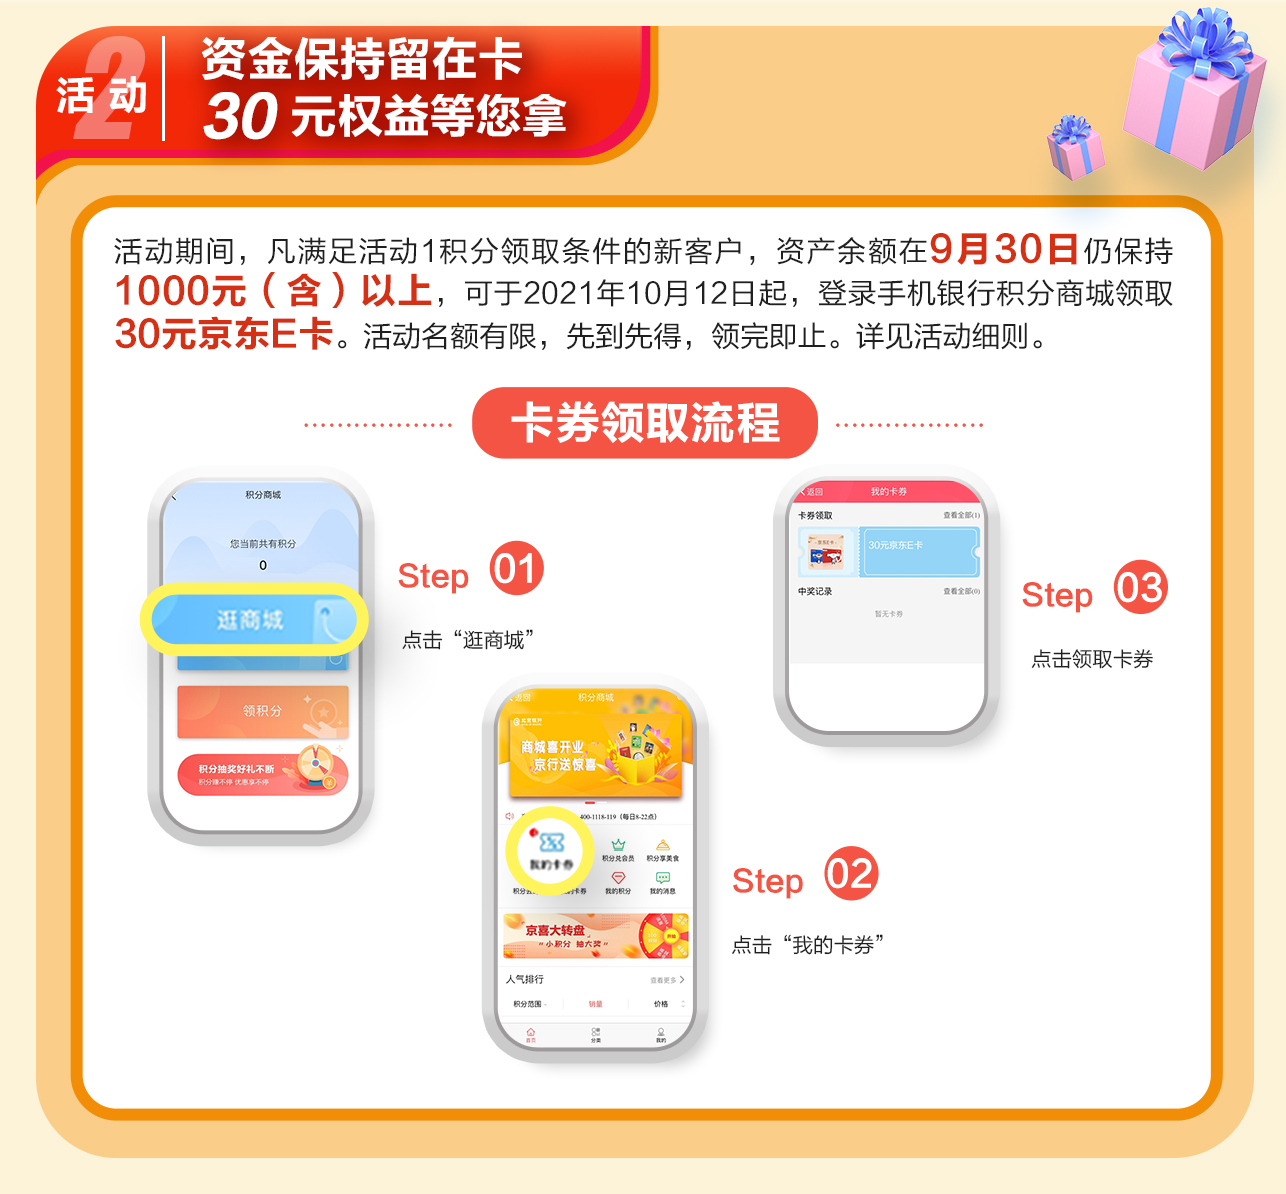 活动
2
资金保持留在卡
30 元权益等您拿
活动期间，凡满足活动1积分领取条件的新客户，资产余额在9月30日仍保持
1000元（含）以上，可于2021年10月12日起，登录手机银行积分商城领取
30元京东E卡。活动名额有限，先到先得，领完即止。详见活动细则。
卡券领取流程
积分商城
您当前共有积分
0
逛商城
领积分
积分抽奖好礼不断
积分赚不停 优惠享不停
Step 01
点击“逛商城”
返回
积分商城
北京银行
商城喜开业
京行送惊喜
400-1118-119（每日8-22点）
我的卡券
积分兑会员
积分享美食
我的积分
我的消息
京喜大转盘
“小积分 抽大奖”
人气排行
查看更多
积分范围
销量
价格
首页
分类
我的
Step 02
点击“我的卡券”
返回
我的卡券
卡券领取
查看全部(1)
30元京东E卡
中奖记录
查看全部(0)
暂无卡券
Step 03
点击领取卡券